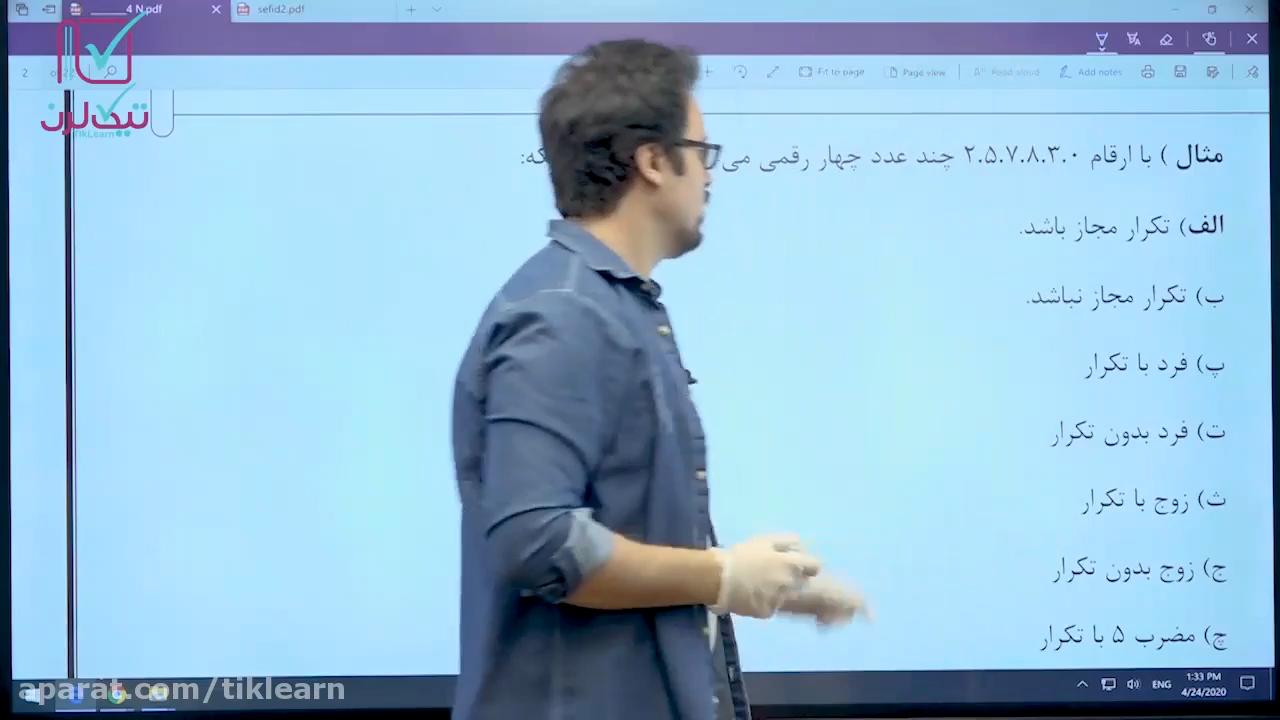 4 N.pdf
sefid2.pdf
2
Fit to page
Page view
Read aloud
Add notes
تیک لرن
TikLearn
مثال ) با ارقام ۲.۵.۷.۸.۳.۰ چند عدد چهار رقمی می که:
الف) تکرار مجاز باشد.
ب) تکرار مجاز نباشد.
پ) فرد با تکرار
ت) فرد بدون تکرار
ث) زوج با تکرار
ج) زوج بدون تکرار
چ) مضرب ۵ با تکرار
aparat.com/tiklearn
ENG
1:33 PM
4/24/2020